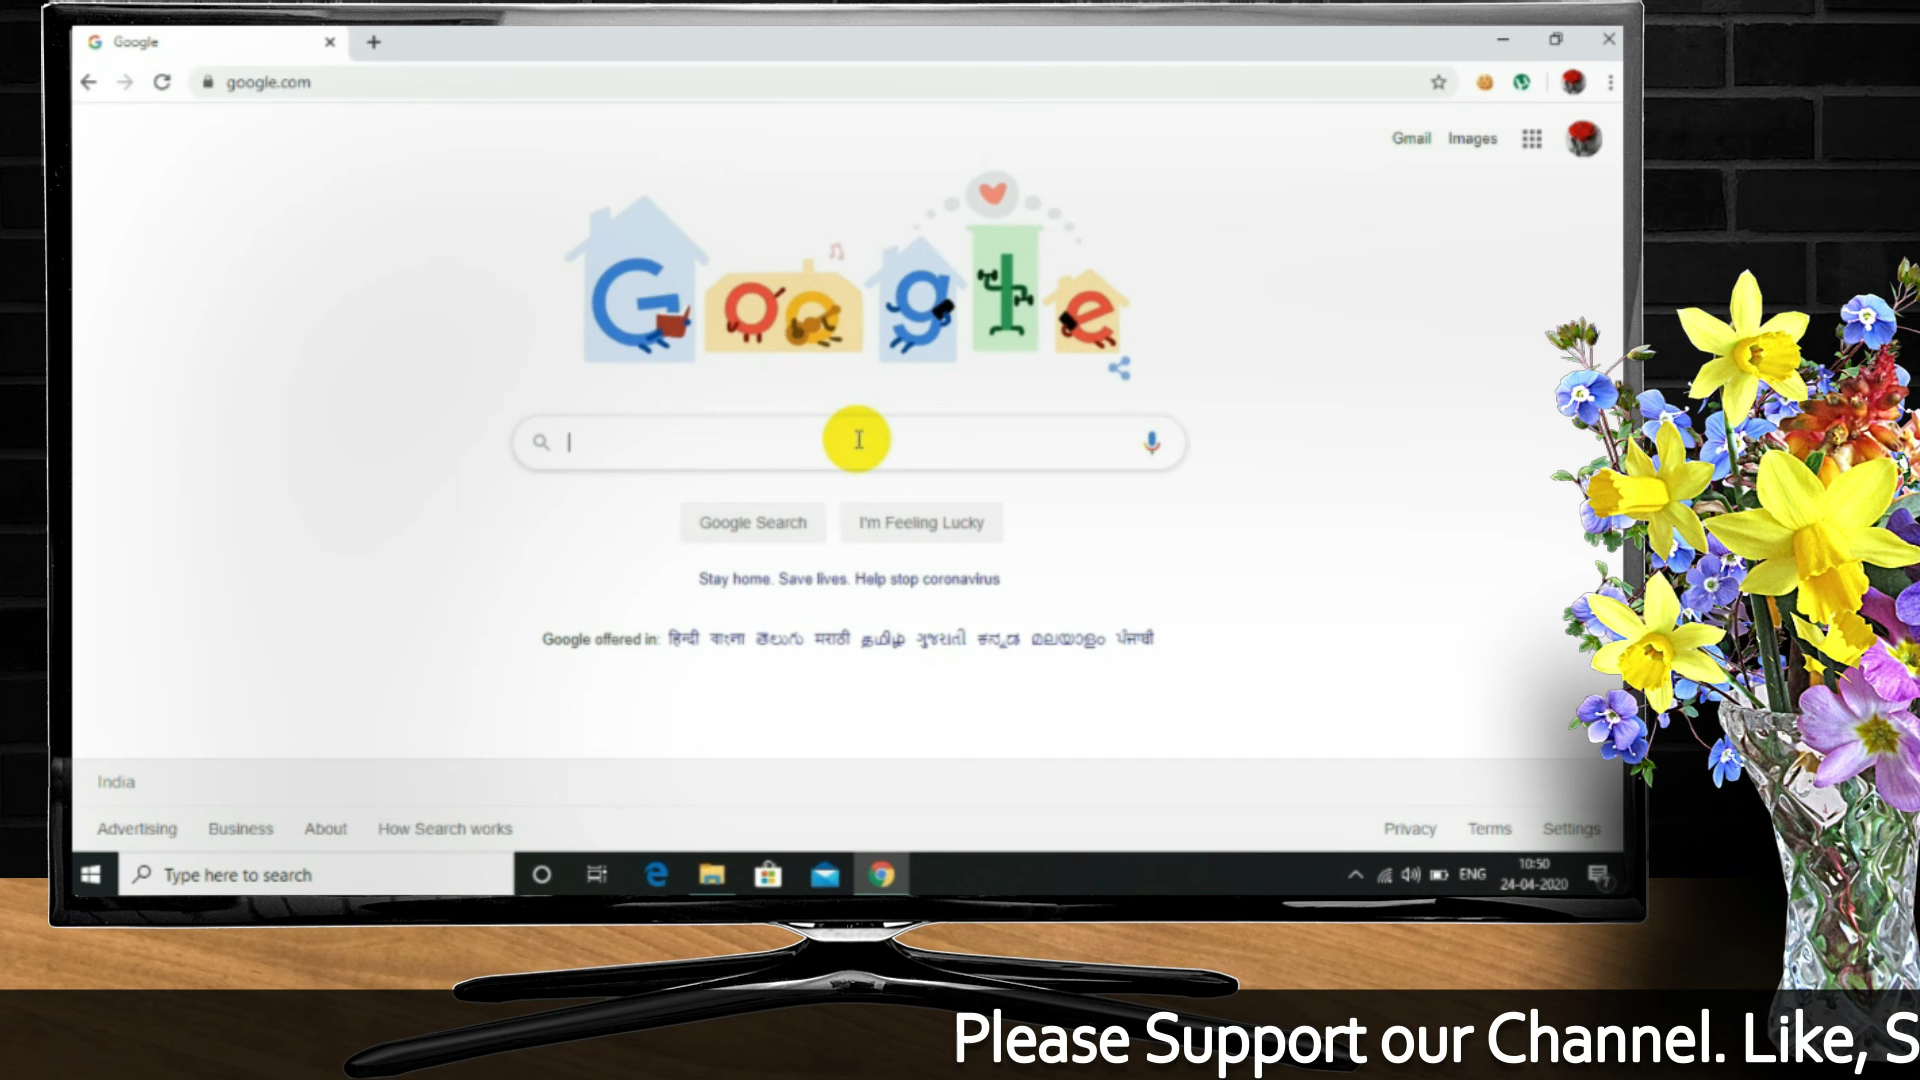 Google
google.com
Gmail Images
Google
Google Search I'm Feeling Lucky
Stay home. Save lives. Help stop coronavirus
Google offered in: हिन्दी বাংলা తెలుగు मराठी தமிழ் ગુજરાતી ಕನ್ನಡ മലയാളം ਪੰਜਾਬੀ
India
Advertising Business About How Search works
Privacy Terms Settings
Type here to search
ENG
10:50
24-04-2020
7
Please Support our Channel. Like, S